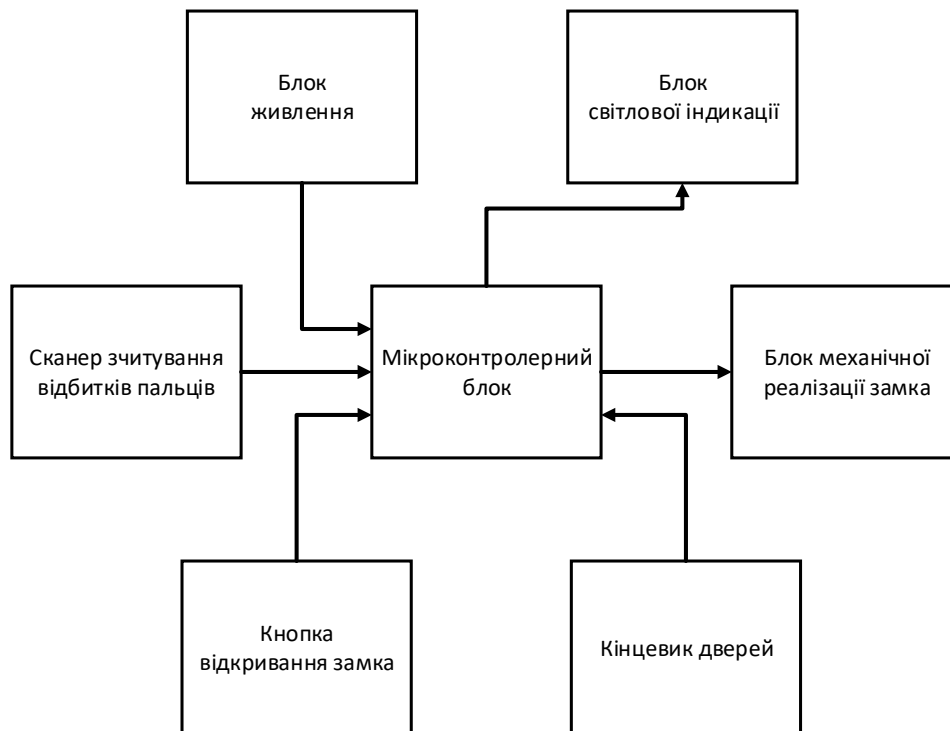 Блок
живлення
Блок
світлової індикації
Сканер зчитування
відбитків пальців
Мікроконтролерний
блок
Блок механічної
реалізації замка
Кнопка
відкривання замка
Кінцевик дверей